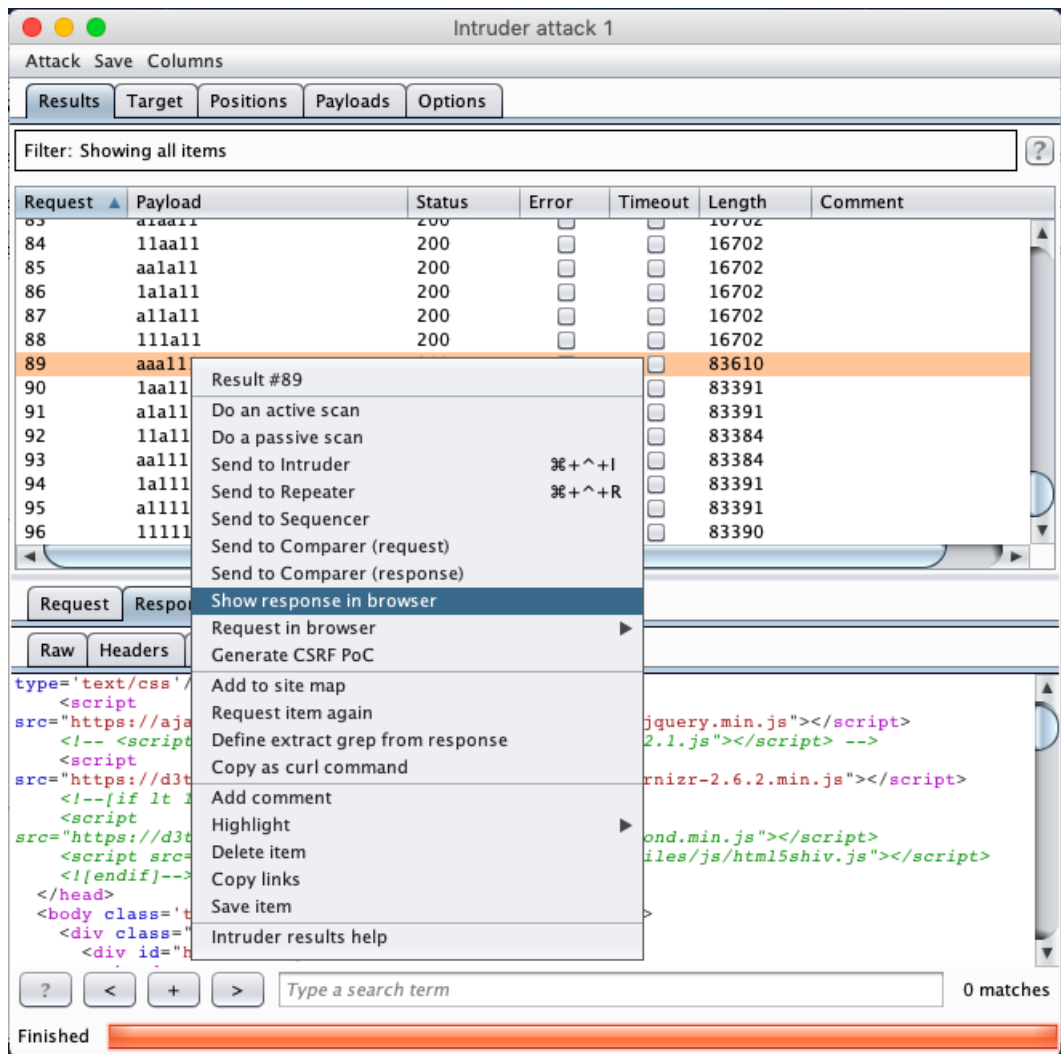 Intruder attack 1
Attack Save Columns
Results Target Positions Payloads Options
Filter: Showing all items ?
Request Payload Status Error Timeout Length Comment
83 a1aa11 200 16702
84 11aa11 200 16702
85 aa1a11 200 16702
86 1a1a11 200 16702
87 a11a11 200 16702
88 111a11 200 16702
89 aaa11 83610
90 1aa11 83391
91 a1a11 83391
92 11a11 83384
93 aa111 83384
94 1a111 83391
95 a1111 83391
96 11111 83390
Result #89
Do an active scan
Do a passive scan
Send to Intruder ⌘+^+I
Send to Repeater ⌘+^+R
Send to Sequencer
Send to Comparer (request)
Send to Comparer (response)
Show response in browser
Request in browser
Generate CSRF PoC
Add to site map
Request item again
Define extract grep from response
Copy as curl command
Add comment
Highlight
Delete item
Copy links
Save item
Intruder results help
Request Respo
Raw Headers
type='text/css'/
<script
src="https://aja jquery.min.js"></script>
<!-- <script 2.1.js"></script> -->
<script
src="https://d3t rnizr-2.6.2.min.js"></script>
<!--[if lt
<script
src="https://d3t ond.min.js"></script>
<script src= iles/js/html5shiv.js"></script>
<![endif]-->
</head>
<body class='t >
<div class="
<div id="h
? < + > Type a search term 0 matches
Finished